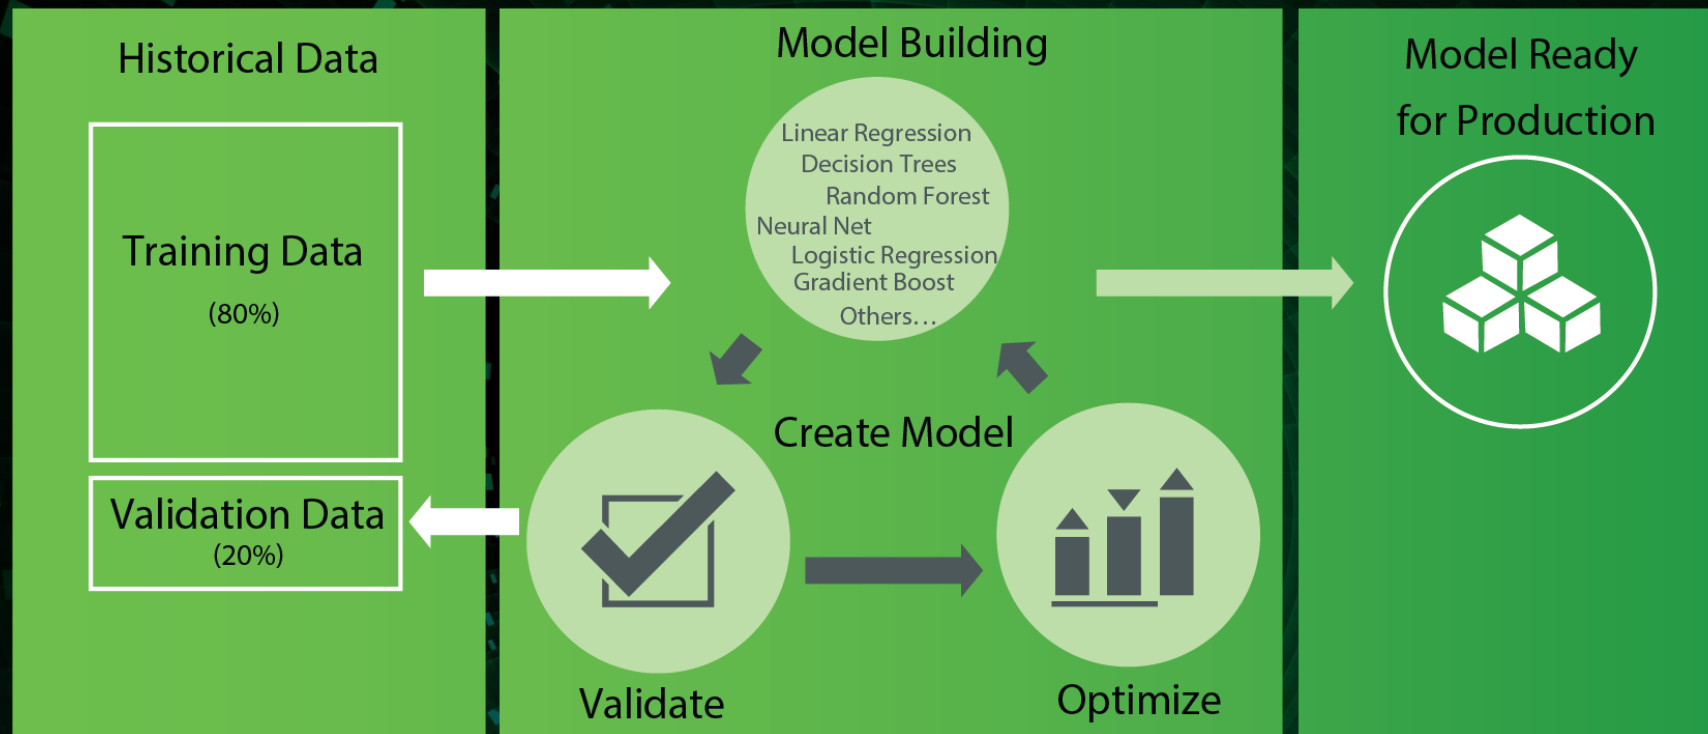 Historical Data
Training Data
(80%)
Validation Data
(20%)
Model Building
Linear Regression
Decision Trees
Random Forest
Neural Net
Logistic Regression
Gradient Boost
Others…
Create Model
Validate
Optimize
Model Ready
for Production